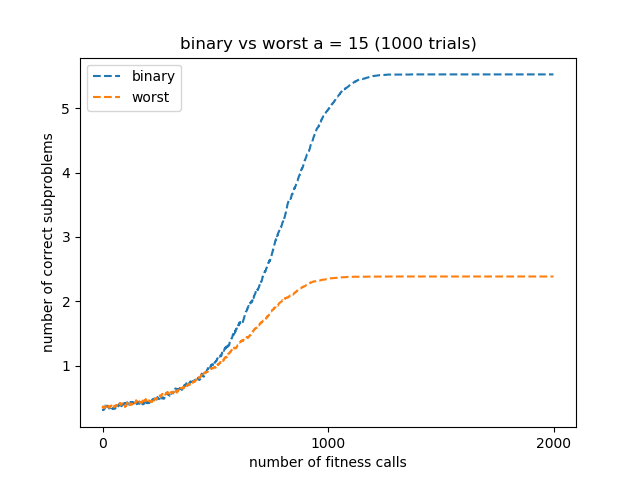 binary vs worst a = 15 (1000 trials)
binary
worst
number of correct subproblems
5
4
3
2
1
0
1000
2000
number of fitness calls